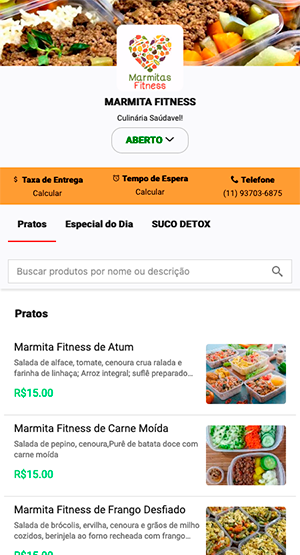 Marmitas
Fitness
MARMITA FITNESS
Culinária Saúdavel!
ABERTO
$ Taxa de Entrega
Calcular
Tempo de Espera
Calcular
Telefone
(11) 93703-6875
Pratos
Especial do Dia
SUCO DETOX
Buscar produtos por nome ou descrição
Pratos
Marmita Fitness de Atum
Salada de alface, tomate, cenoura crua ralada e
farinha de linhaça; Arroz integral; suflê preparado...
R$15.00
Marmita Fitness de Carne Moída
Salada de pepino, cenoura,Purê de batata doce com
carne moída
R$15.00
Marmita Fitness de Frango Desfiado
Salada de brócolis, ervilha, cenoura e grãos de milho
cozidos, berinjela ao forno recheada com frango...